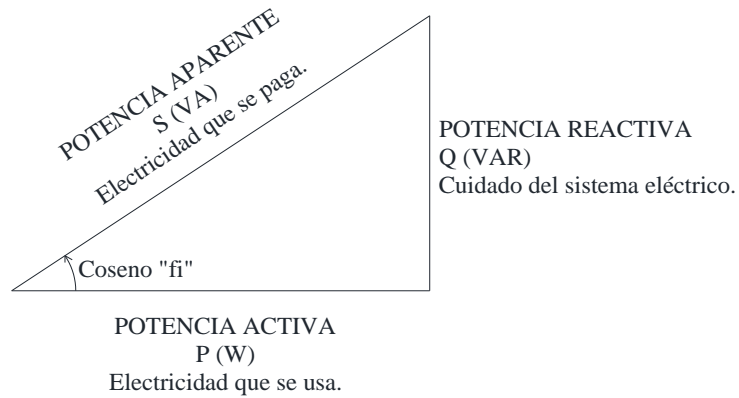 POTENCIA APARENTE
S (VA)
Electricidad que se paga.
POTENCIA REACTIVA
Q (VAR)
Cuidado del sistema eléctrico.
Coseno "fi"
POTENCIA ACTIVA
P (W)
Electricidad que se usa.